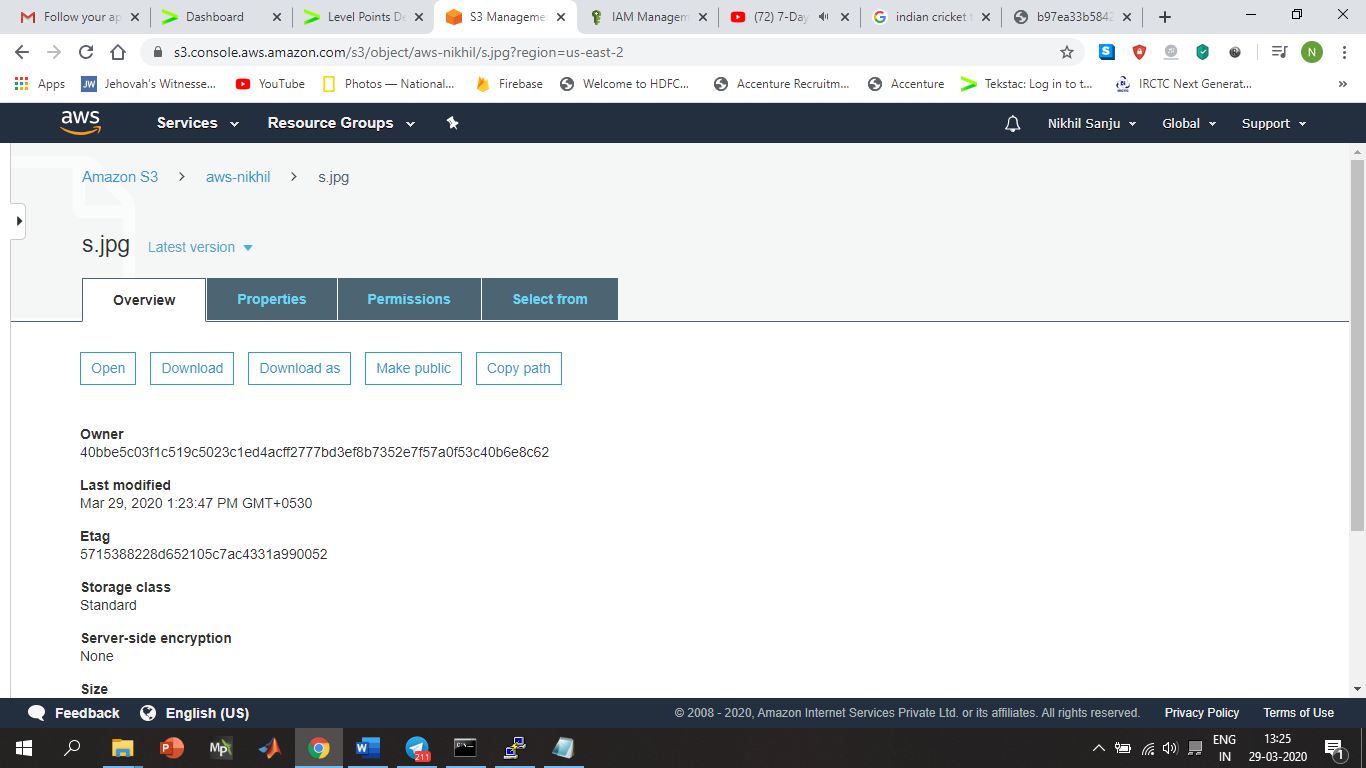 Follow your ap
Dashboard
Level Points De
S3 Managemen
IAM Managem
(72) 7-Day
indian cricket t
b97ea33b5842
s3.console.aws.amazon.com/s3/object/aws-nikhil/s.jpg?region=us-east-2
N
Apps
JW Jehovah's Witnesse...
YouTube
Photos — National...
Firebase
Welcome to HDFC...
Accenture Recruitm...
Accenture
Tekstac: Log in to t...
IRCTC Next Generat...
»
aws
Services
Resource Groups
Nikhil Sanju
Global
Support
Amazon S3 > aws-nikhil > s.jpg
s.jpg Latest version
Overview
Properties
Permissions
Select from
Open
Download
Download as
Make public
Copy path
Owner
40bbe5c03f1c519c5023c1ed4acff2777bd3ef8b7352e7f57a0f53c40b6e8c62
Last modified
Mar 29, 2020 1:23:47 PM GMT+0530
Etag
5715388228d652105c7ac4331a990052
Storage class
Standard
Server-side encryption
None
Size
Feedback
English (US)
© 2008 - 2020, Amazon Internet Services Private Ltd. or its affiliates. All rights reserved.
Privacy Policy
Terms of Use
211
ENG
IN
13:25
29-03-2020
1